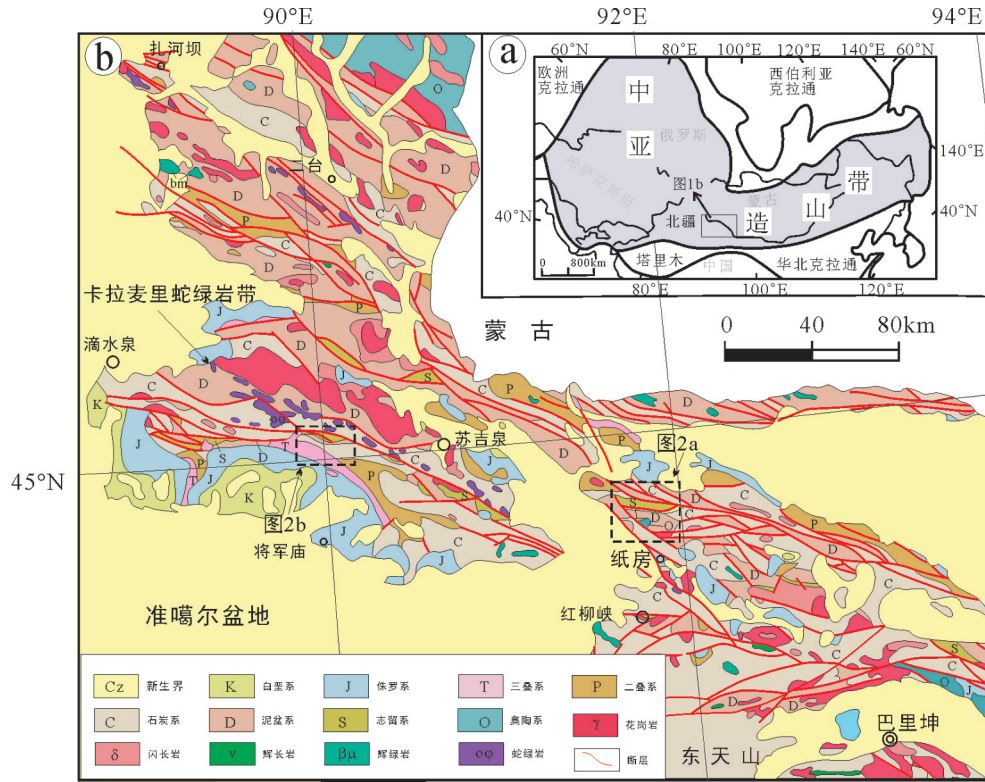 90°E
92°E
94°E
b
扎河坝
台
bm
卡拉麦里蛇绿岩带
滴水泉
蒙古
苏吉泉
45°N
图2b
将军庙
图2a
纸房
红柳峡
准噶尔盆地
巴里坤
东天山
0 40 80km
a
60°N 80°E 100°E 120°E 140°E 60°N
欧洲
克拉通
西伯利亚
克拉通
中
亚
造
山
带
俄罗斯
哈萨克斯坦
蒙古
图1b
北疆
140°E
40°N
40°N
塔里木
中国
华北克拉通
0 800km
80°E 100°E 120°E
Cz 新生界
K 白垩系
J 侏罗系
T 三叠系
P 二叠系
C 石炭系
D 泥盆系
S 志留系
O 奥陶系
γ 花岗岩
δ 闪长岩
ν 辉长岩
βμ 辉绿岩
οφ 蛇绿岩
断层